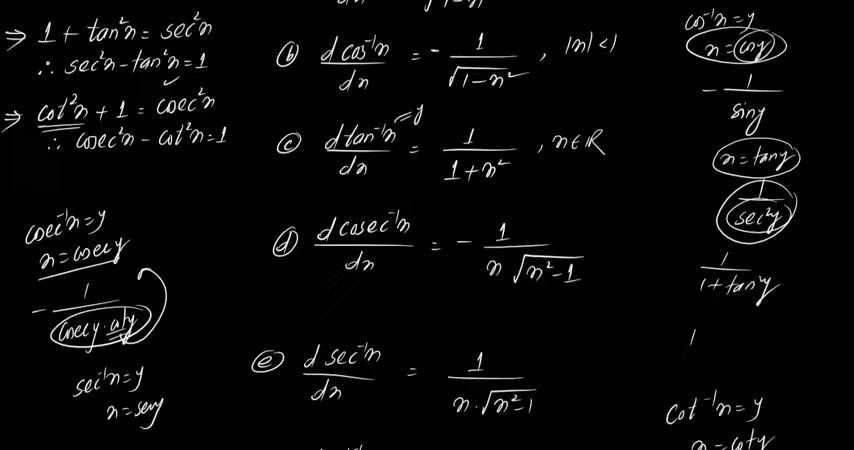 ⇒ 1 + tan²x = sec²x
∴ sec²x - tan²x = 1
⇒ cot²x + 1 = cosec²x
∴ cosec²x - cot²x = 1
cosec⁻¹x = y
x = cosec y
- 1/(cosec y · cot y)
sec⁻¹x = y
x = sec y
(b) d cos⁻¹x/dx = - 1/√(1-x²) , |x| < 1
(c) d tan⁻¹x/dx = 1/(1+x²) , x ∈ R
= y
(d) d cosec⁻¹x/dx = - 1/(x √(x²-1))
(e) d sec⁻¹x/dx = 1/(x·√(x²-1))
cos⁻¹x = y
x = cos y
- 1/sin y
x = tan y
1/sec²y
1/(1+tan²y)
1
cot⁻¹x = y
x = cot y